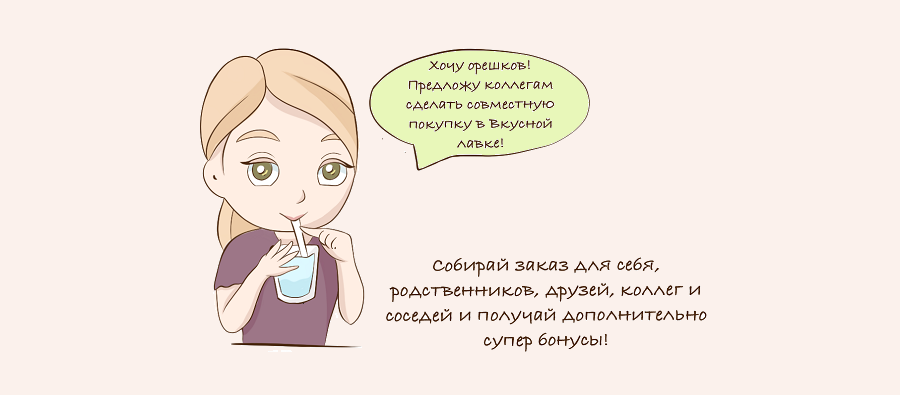 Хочу орешков!
Предложу коллегам
сделать совместную
покупку в Вкусной
лавке!
Собирай заказ для себя,
родственников, друзей, коллег и
соседей и получай дополнительно
супер бонусы!